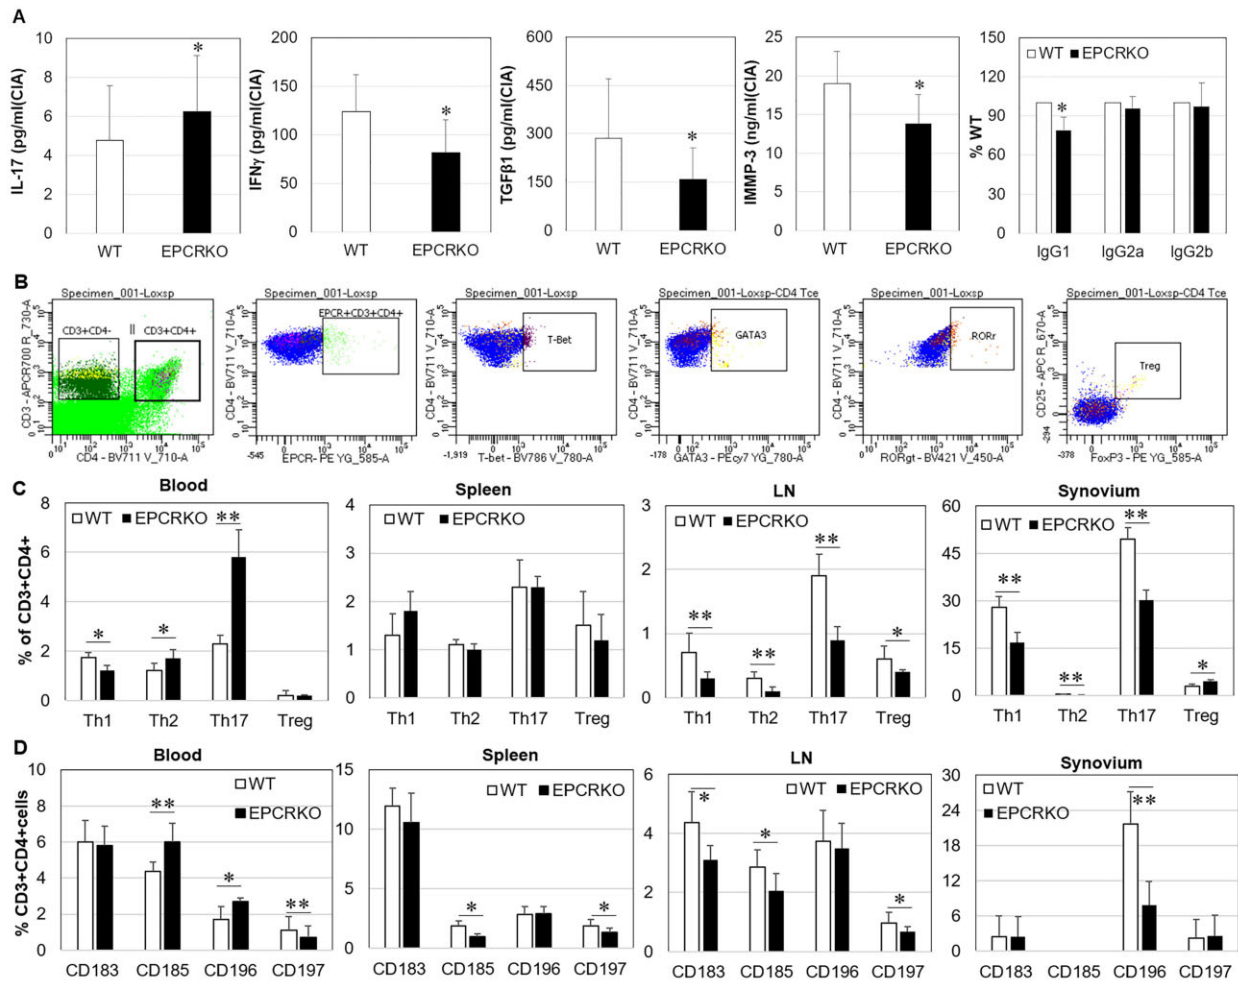 A
IL-17 (pg/ml(CIA)
10
8
6
4
2
0
*
WT
EPCRKO
IFNγ (pg/ml(CIA)
200
150
100
50
0
*
WT
EPCRKO
TGFβ1 (pg/ml(CIA)
600
450
300
150
0
*
WT
EPCRKO
IMMP-3 (ng/ml(CIA)
25
20
15
10
5
0
*
WT
EPCRKO
% WT
150
120
90
60
30
0
WT EPCRKO
*
IgG1 IgG2a IgG2b
B
Specimen_001-Loxsp
CD3+CD4-
CD3+CD4+
CD3 - APCR700 R_730-A
CD4 - BV711 V_710-A
Specimen_001-Loxsp
EPCR+CD3+CD4+
CD4 - BV711 V_710-A
-545
EPCR- PE YG_585-A
Specimen_001-Loxsp
T-Bet
CD4 - BV711 V_710-A
-1,919
T-bet - BV786 V_780-A
Specimen_001-Loxsp-CD4 Tce
GATA3
CD4 - BV711 V_710-A
-178
GATA3 - PEcy7 YG_780-A
Specimen_001-Loxsp
RORr
CD4 - BV711 V_710-A
RORgt - BV421 V_450-A
Specimen_001-Loxsp-CD4 Tce
Treg
CD25 - APC R_670-A
-294
-378
FoxP3 - PE YG_585-A
C
Blood
WT EPCRKO
% of CD3+CD4+
8
6
4
2
0
* * **
Th1 Th2 Th17 Treg
Spleen
WT EPCRKO
4
3
2
1
0
Th1 Th2 Th17 Treg
LN
WT EPCRKO
3
2
1
0
** ** ** *
Th1 Th2 Th17 Treg
Synovium
WT EPCRKO
60
45
30
15
0
** ** ** *
Th1 Th2 Th17 Treg
D
Blood
WT
EPCRKO
% CD3+CD4+cells
10
8
6
4
2
0
** * **
CD183 CD185 CD196 CD197
Spleen
WT EPCRKO
15
10
5
0
* *
CD183 CD185 CD196 CD197
LN
WT EPCRKO
6
4
2
0
* * *
CD183 CD185 CD196 CD197
Synovium
WT
EPCRKO
30
24
18
12
6
0
**
CD183 CD185 CD196 CD197